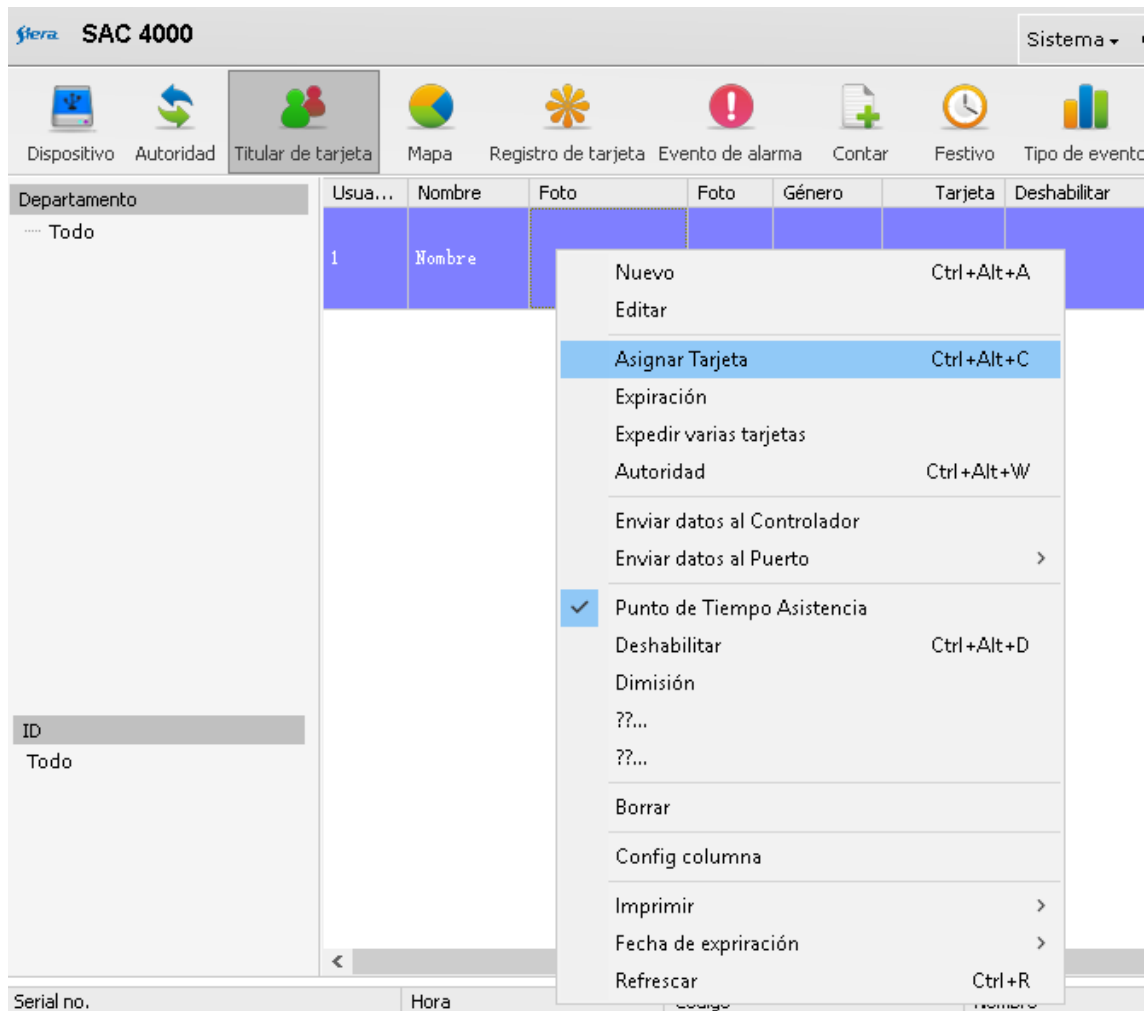 sfera SAC 4000
Sistema
Dispositivo Autoridad Titular de tarjeta Mapa Registro de tarjeta Evento de alarma Contar Festivo Tipo de evento
Departamento
Todo
Usua... Nombre Foto Foto Género Tarjeta Deshabilitar
1 Nombre
Nuevo Ctrl+Alt+A
Editar
Asignar Tarjeta Ctrl+Alt+C
Expiración
Expedir varias tarjetas
Autoridad Ctrl+Alt+W
Enviar datos al Controlador
Enviar datos al Puerto
Punto de Tiempo Asistencia
Deshabilitar Ctrl+Alt+D
Dimisión
??...
??...
Borrar
Config columna
Imprimir
Fecha de expriración
Refrescar Ctrl+R
ID
Todo
Serial no. Hora